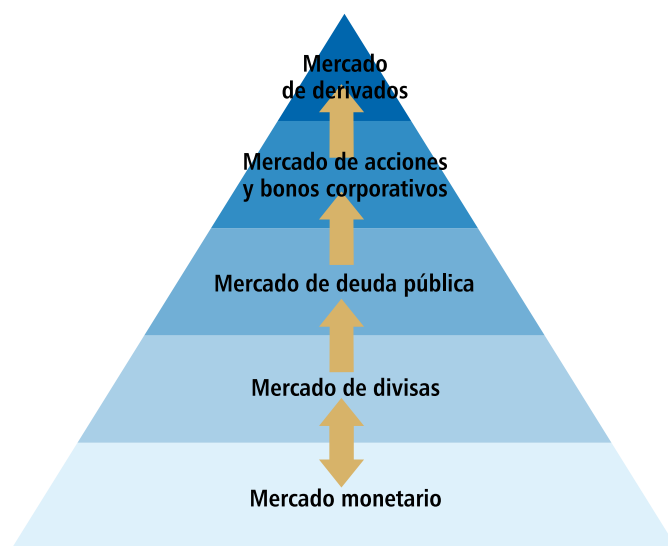 Mercado
de derivados
Mercado de acciones
y bonos corporativos
Mercado de deuda pública
Mercado de divisas
Mercado monetario